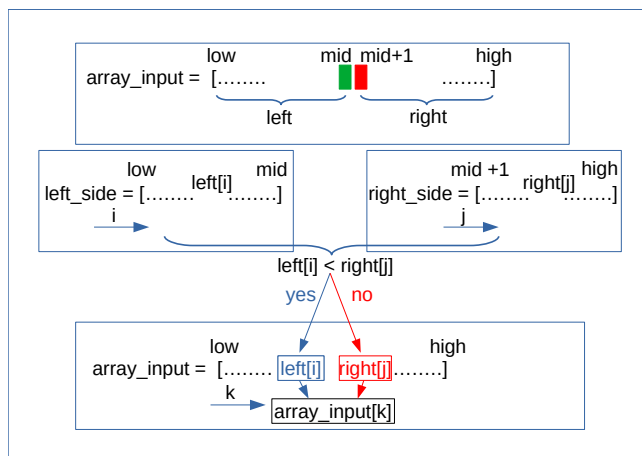 low mid mid+1 high
array_input = [........ ........]
left right
low mid
left_side = [........left[i]........]
i
mid +1 high
right_side = [........right[j]........]
j
left[i] < right[j]
yes no
low high
array_input = [........ left[i] right[j]........]
k
array_input[k]